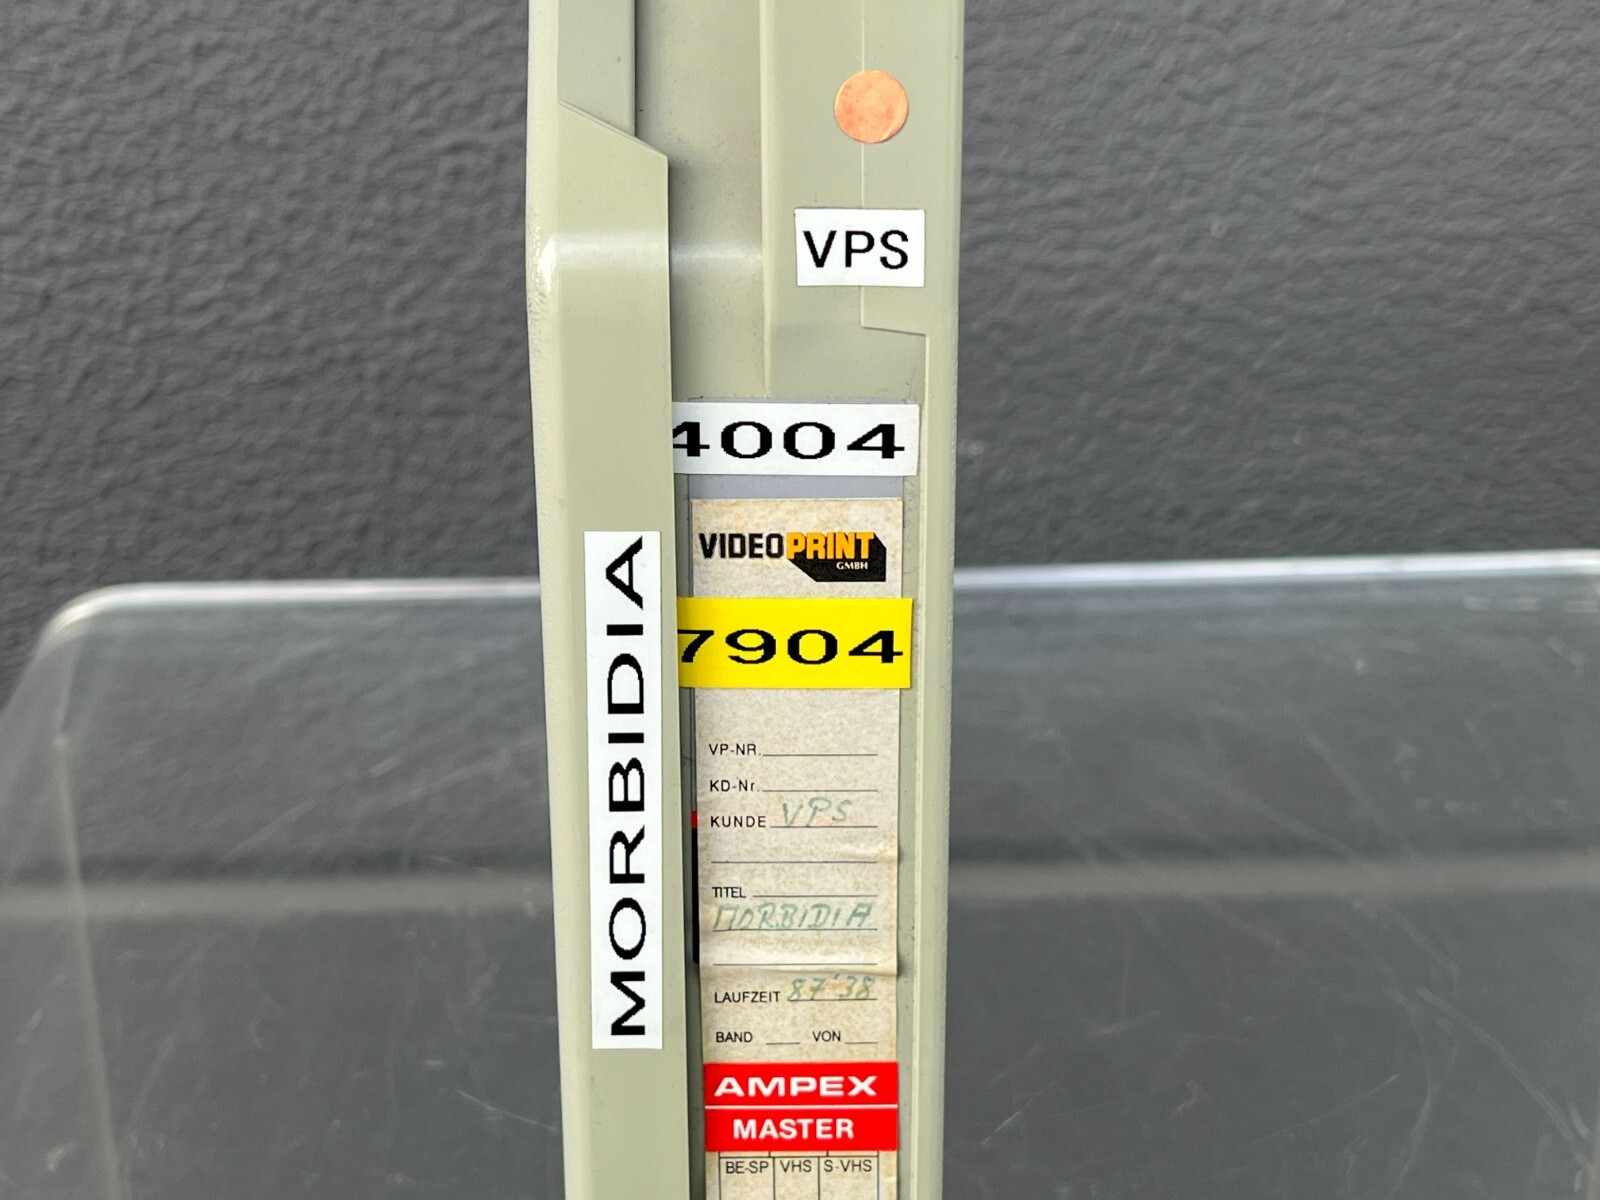 VPS
4004
VIDEOPRINT
GMBH
7904
MORBIDIA
VP-NR.
KD-Nr.
KUNDE VPS
TITEL
MORBIDIA
LAUFZEIT 87'38
BAND VON
AMPEX
MASTER
BE-SP VHS S-VHS